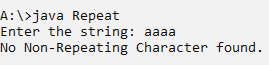 A:\>java Repeat
Enter the string: aaaa
No Non-Repeating Character found.